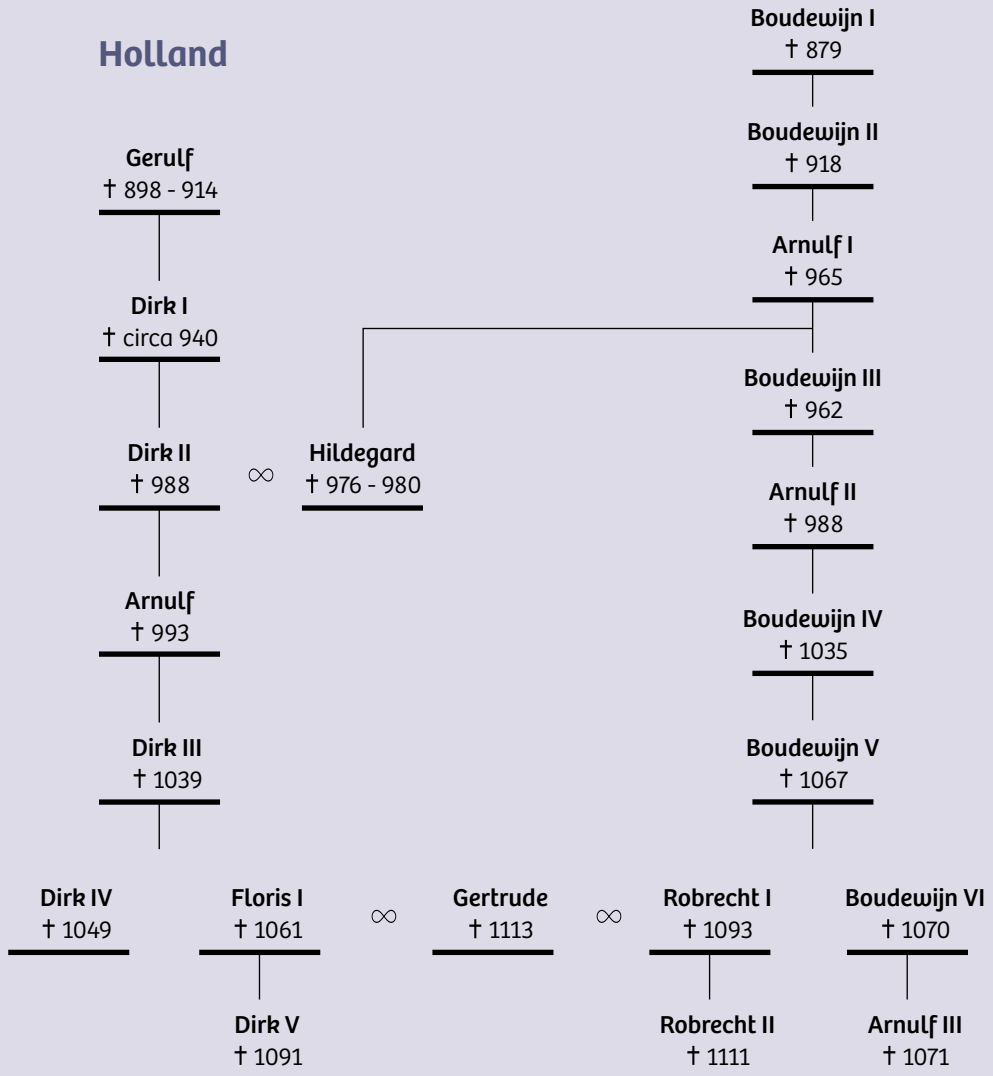 Holland
Boudewijn I
† 879
Boudewijn II
† 918
Gerulf
† 898 - 914
Arnulf I
† 965
Dirk I
† circa 940
Boudewijn III
† 962
Dirk II
† 988
∞
Hildegard
† 976 - 980
Arnulf II
† 988
Arnulf
† 993
Boudewijn IV
† 1035
Dirk III
† 1039
Boudewijn V
† 1067
Dirk IV
† 1049
Floris I
† 1061
∞
Gertrude
† 1113
∞
Robrecht I
† 1093
Boudewijn VI
† 1070
Dirk V
† 1091
Robrecht II
† 1111
Arnulf III
† 1071